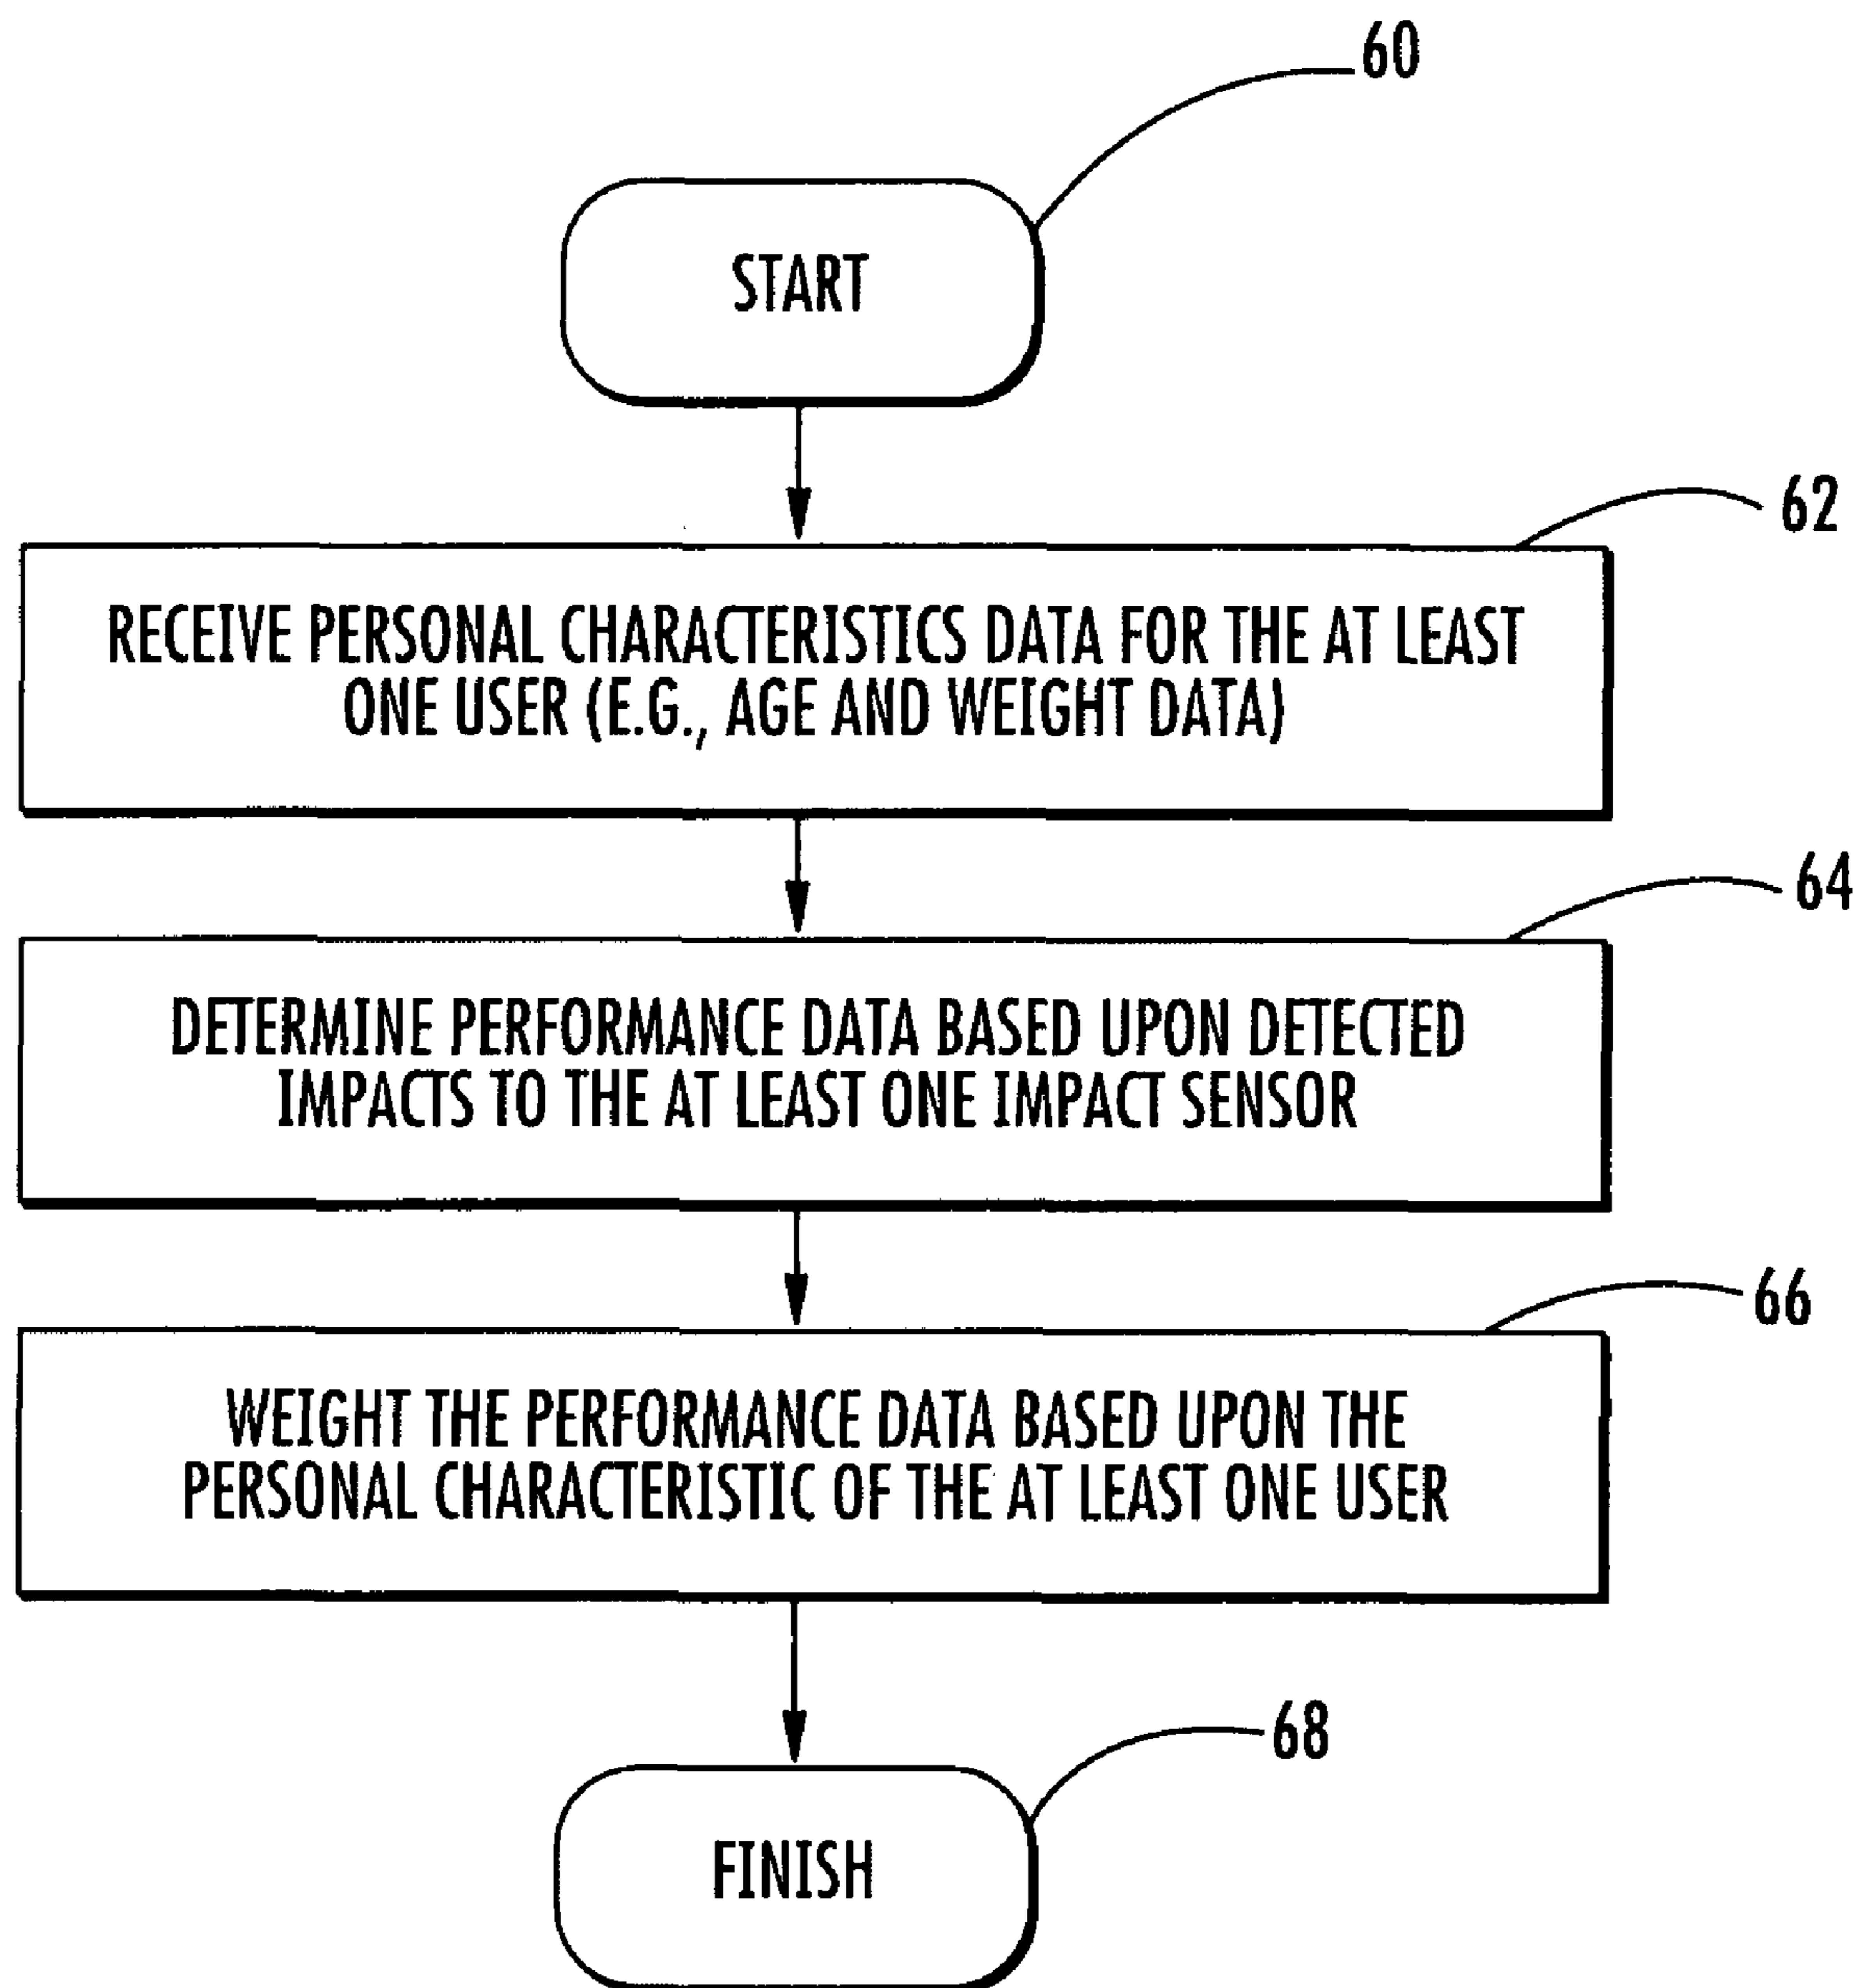 60
START
62
RECEIVE PERSONAL CHARACTERISTICS DATA FOR THE AT LEAST
ONE USER (E.G., AGE AND WEIGHT DATA)
64
DETERMINE PERFORMANCE DATA BASED UPON DETECTED
IMPACTS TO THE AT LEAST ONE IMPACT SENSOR
66
WEIGHT THE PERFORMANCE DATA BASED UPON THE
PERSONAL CHARACTERISTIC OF THE AT LEAST ONE USER
68
FINISH